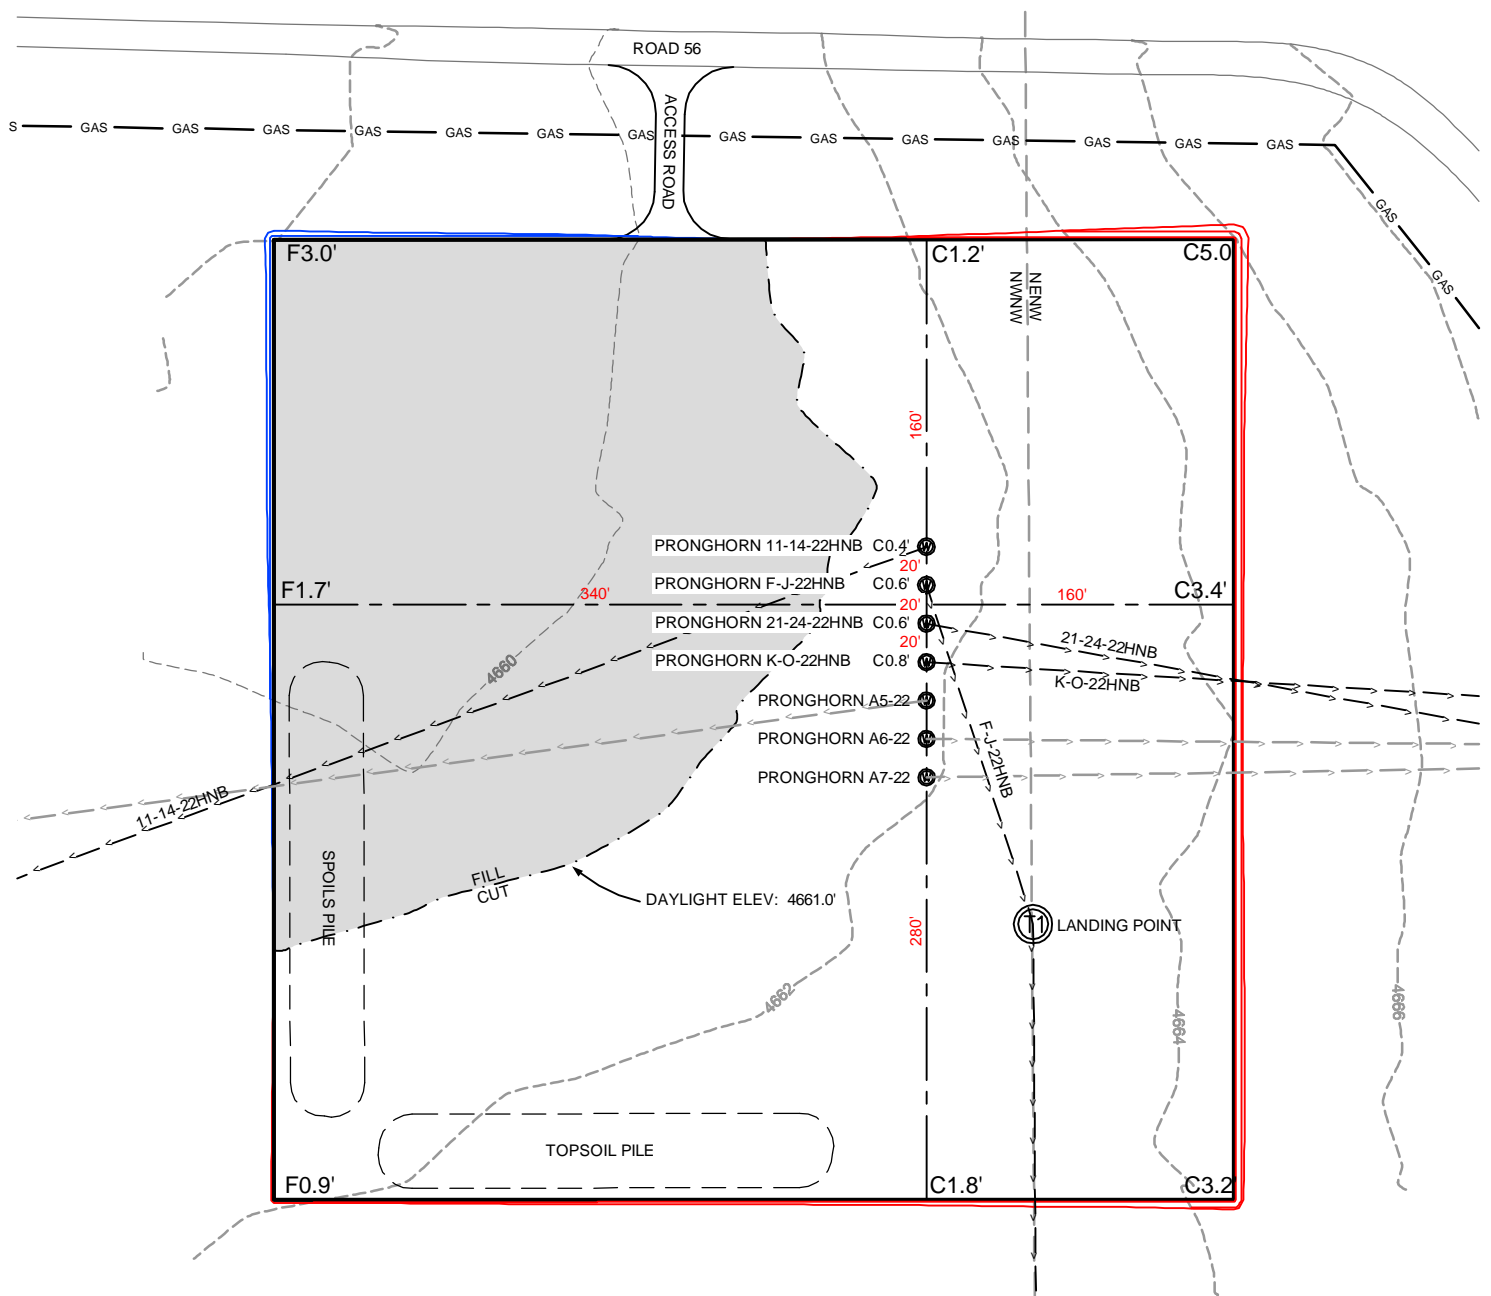 ROAD 56
ACCESS ROAD
S GAS GAS GAS GAS GAS GAS GAS GAS GAS GAS GAS GAS GAS GAS
GAS
GAS
F3.0'
C1.2'
C5.0
NENW
NWNW
160'
PRONGHORN 11-14-22HNB C0.4'
20'
PRONGHORN F-J-22HNB C0.6'
F1.7'
340'
20'
160'
C3.4'
PRONGHORN 21-24-22HNB C0.6'
20'
21-24-22HNB
PRONGHORN K-O-22HNB C0.8'
4660
K-O-22HNB
PRONGHORN A5-22
PRONGHORN A6-22
F-J-22HNB
PRONGHORN A7-22
11-14-22HNB
SPOILS PILE
FILL
CUT
DAYLIGHT ELEV: 4661.0'
T1 LANDING POINT
280'
4662
4664
4666
TOPSOIL PILE
F0.9'
C1.8'
C3.2'